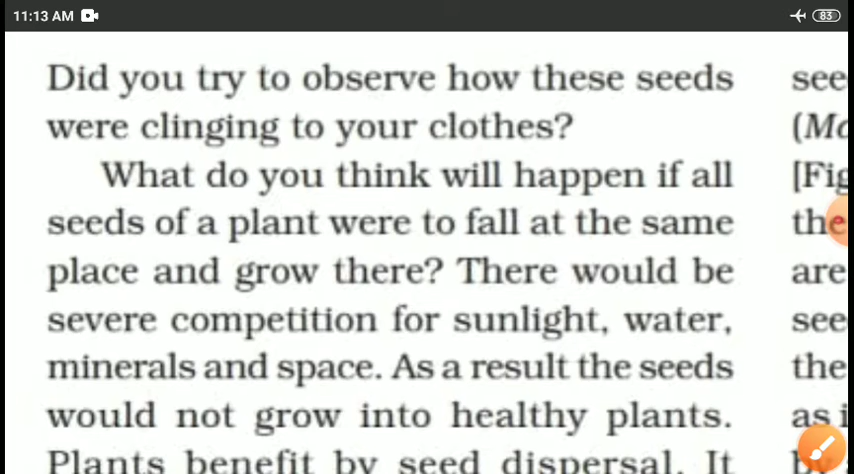 11:13 AM
83
Did you try to observe how these seeds
were clinging to your clothes?
What do you think will happen if all
seeds of a plant were to fall at the same
place and grow there? There would be
severe competition for sunlight, water,
minerals and space. As a result the seeds
would not grow into healthy plants.
Plants benefit by seed dispersal. It
see
(Mo
[Fig
the
are
see
the
as i